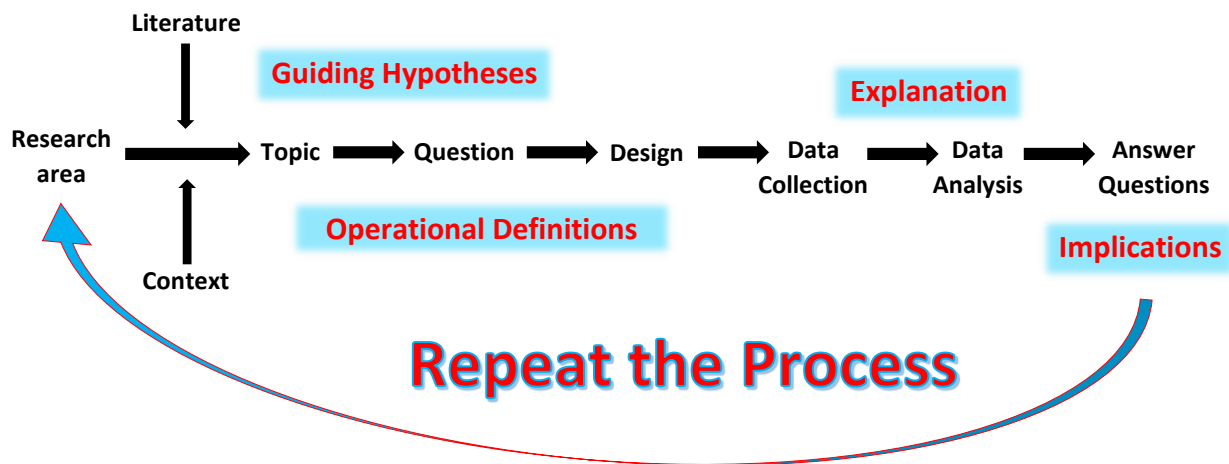 Literature
Guiding Hypotheses
Explanation
Research
area
Topic
Question
Design
Data
Collection
Data
Analysis
Answer
Questions
Operational Definitions
Implications
Context
Repeat the Process